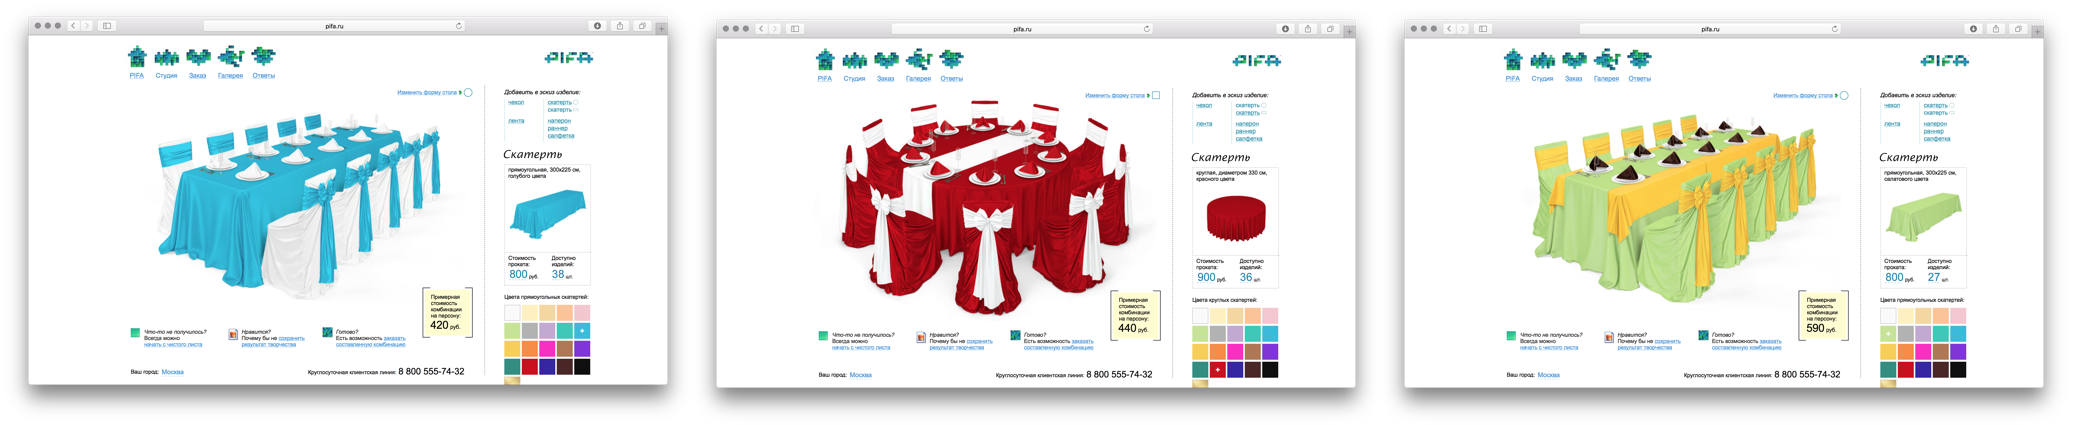 pifa.ru
PIFA
PIFA Студия Заказ Галерея Ответы
Изменить форму стола
Добавить в эскиз изделие:
чехол скатерть
скатерть
лента наперон
раннер
салфетка
Скатерть
прямоугольная, 300х225 см,
голубого цвета
Стоимость проката: 800 руб.
Доступно изделий: 38 шт.
Примерная
стоимость
комбинации
на персону:
420 руб.
Цвета прямоугольных скатертей:
Что-то не получилось?
Всегда можно
начать с чистого листа
Нравится?
Почему бы не сохранить
результат творчества
Готово?
Есть возможность заказать
составленную комбинацию
Ваш город: Москва
Круглосуточная клиентская линия: 8 800 555-74-32
pifa.ru
PIFA
PIFA Студия Заказ Галерея Ответы
Изменить форму стола
Добавить в эскиз изделие:
чехол скатерть
скатерть
лента наперон
раннер
салфетка
Скатерть
круглая, диаметром 330 см,
красного цвета
Стоимость проката: 900 руб.
Доступно изделий: 36 шт.
Примерная
стоимость
комбинации
на персону:
440 руб.
Цвета круглых скатертей:
Что-то не получилось?
Всегда можно
начать с чистого листа
Нравится?
Почему бы не сохранить
результат творчества
Готово?
Есть возможность заказать
составленную комбинацию
Ваш город: Москва
Круглосуточная клиентская линия: 8 800 555-74-32
pifa.ru
PIFA
PIFA Студия Заказ Галерея Ответы
Изменить форму стола
Добавить в эскиз изделие:
чехол скатерть
скатерть
лента наперон
раннер
салфетка
Скатерть
прямоугольная, 300х225 см,
салатового цвета
Стоимость проката: 800 руб.
Доступно изделий: 27 шт.
Примерная
стоимость
комбинации
на персону:
590 руб.
Цвета прямоугольных скатертей:
Что-то не получилось?
Всегда можно
начать с чистого листа
Нравится?
Почему бы не сохранить
результат творчества
Готово?
Есть возможность заказать
составленную комбинацию
Ваш город: Москва
Круглосуточная клиентская линия: 8 800 555-74-32